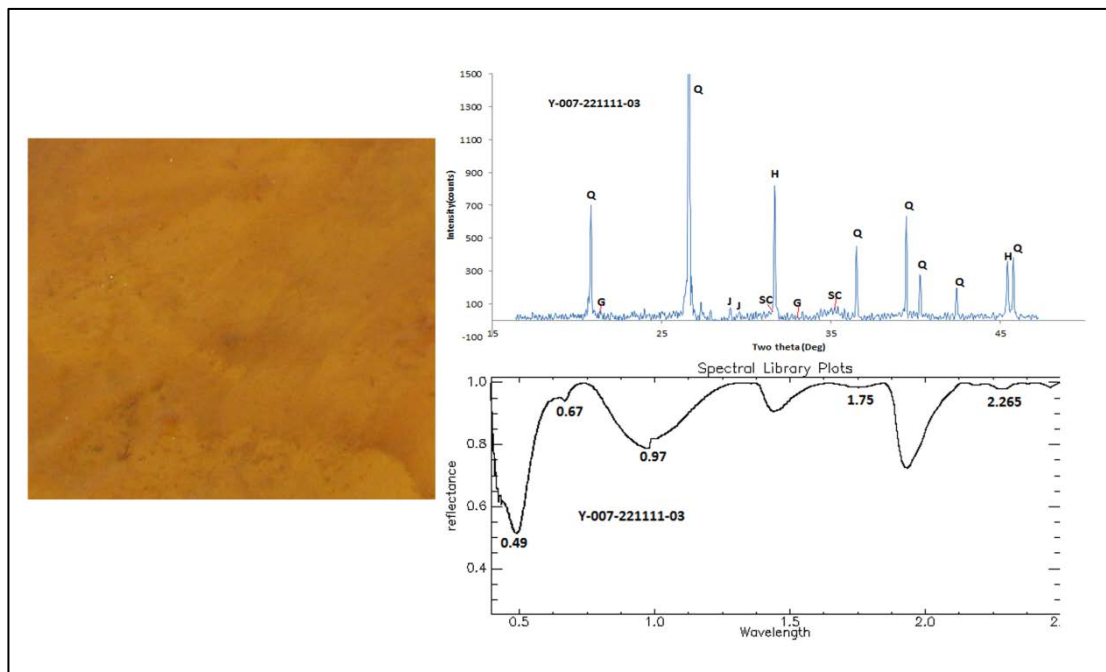 1500
1300
1100
900
700
500
300
100
-100
Intensity(counts)
Y-007-221111-03
Q
Q
G
J
J
SC
H
G
SC
Q
Q
Q
Q
H
Q
15 25 35 45
Two theta (Deg)
Spectral Library Plots
1.0
0.8
0.6
0.4
reflectance
0.49
0.67
0.97
1.75
2.265
Y-007-221111-03
0.5 1.0 1.5 2.0 2.
Wavelength